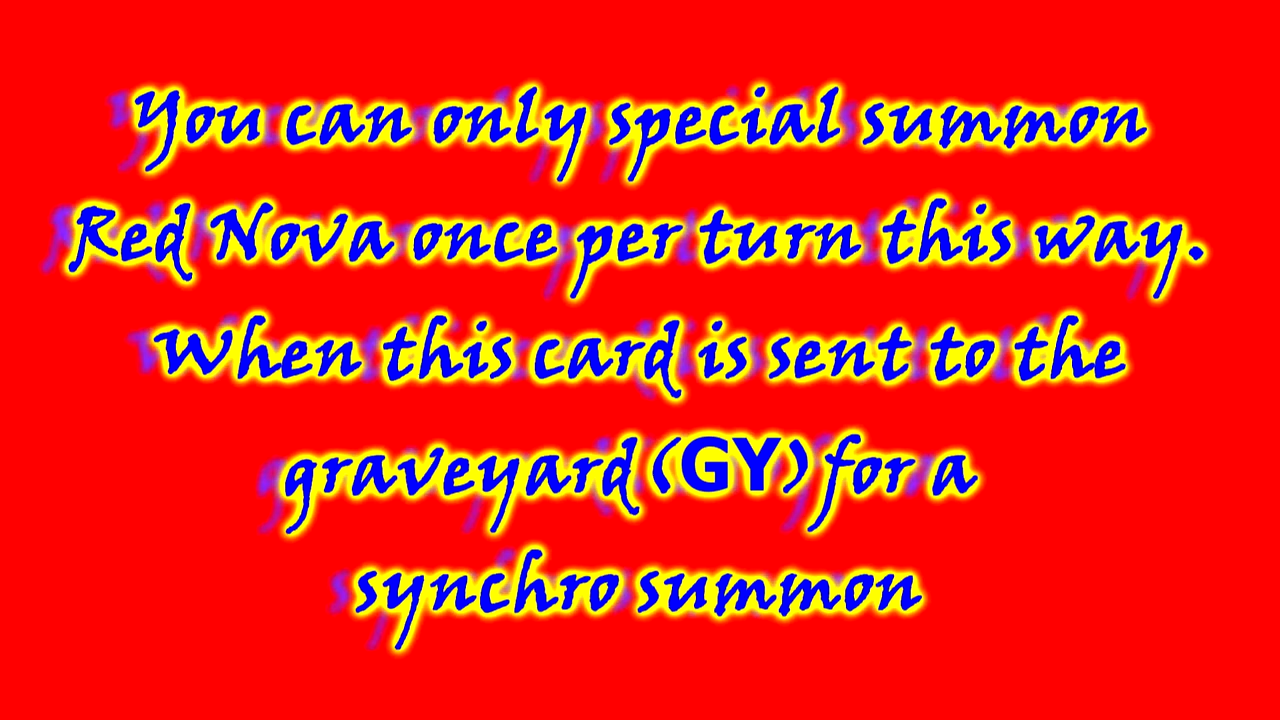 You can only special summon
Red Nova once per turn this way.
When this card is sent to the
graveyard (GY) for a
synchro summon